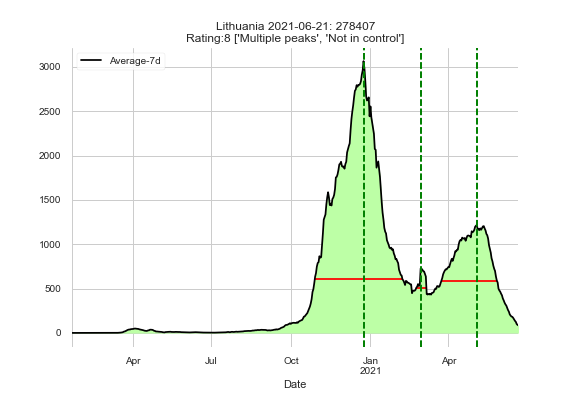 Lithuania 2021-06-21: 278407
Rating:8 ['Multiple peaks', 'Not in control']
Average-7d
3000
2500
2000
1500
1000
500
0
Apr Jul Oct Jan Apr
2021
Date